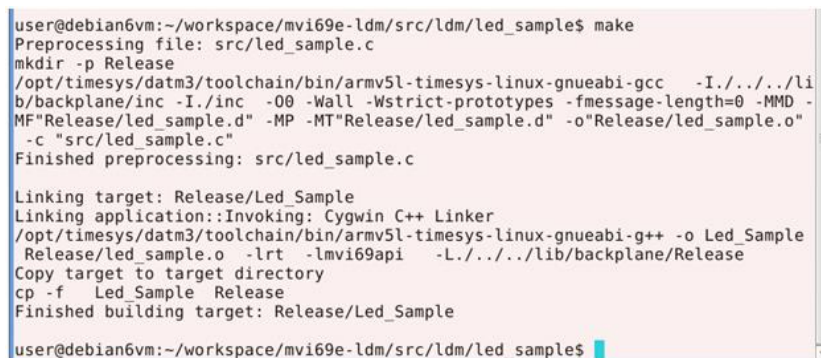 user@debian6vm:~/workspace/mvi69e-ldm/src/ldm/led_sample$ make
Preprocessing file: src/led_sample.c
mkdir -p Release
/opt/timesys/datm3/toolchain/bin/armv5l-timesys-linux-gnueabi-gcc   -I./../../li
b/backplane/inc -I./inc  -O0 -Wall -Wstrict-prototypes -fmessage-length=0 -MMD -
MF"Release/led_sample.d" -MP -MT"Release/led_sample.d" -o"Release/led_sample.o"
 -c "src/led_sample.c"
Finished preprocessing: src/led_sample.c
Linking target: Release/Led_Sample
Linking application::Invoking: Cygwin C++ Linker
/opt/timesys/datm3/toolchain/bin/armv5l-timesys-linux-gnueabi-g++ -o Led_Sample
 Release/led_sample.o  -lrt  -lmvi69api   -L./../../lib/backplane/Release
Copy target to target directory
cp -f   Led_Sample  Release
Finished building target: Release/Led_Sample
user@debian6vm:~/workspace/mvi69e-ldm/src/ldm/led_sample$